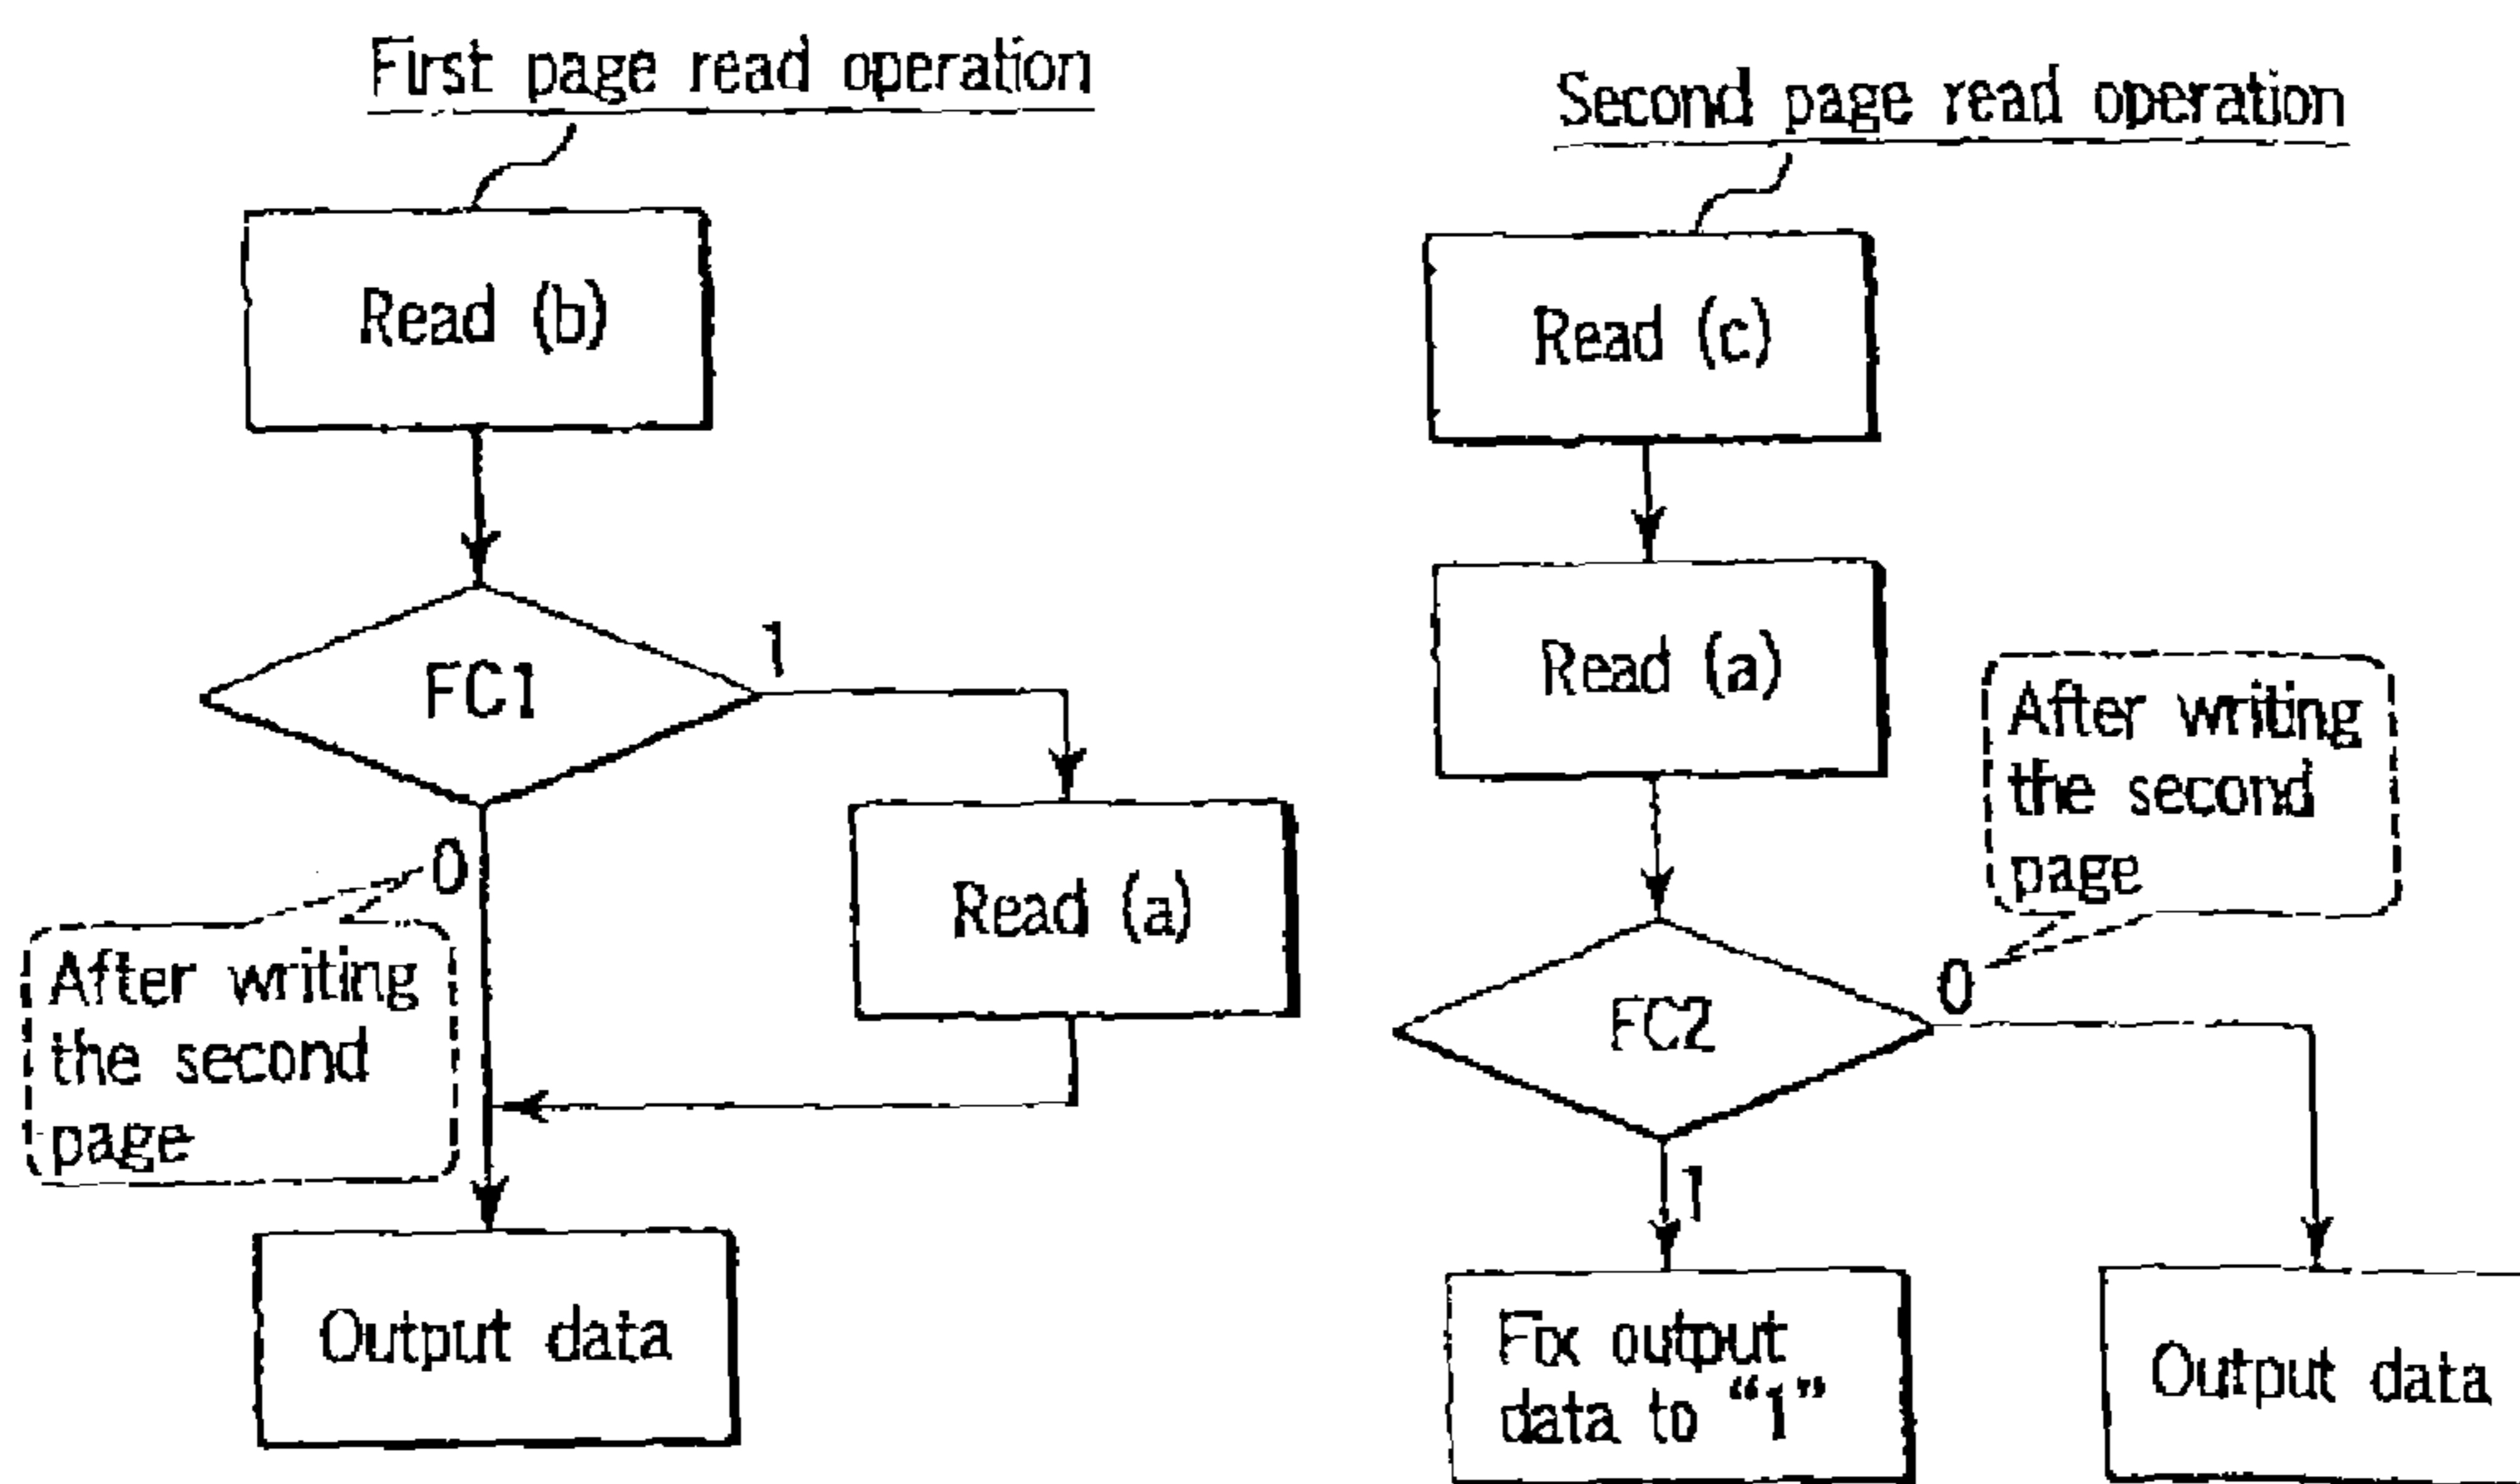 First page read operation
Read (b)
FC1
1
Read (a)
0
After writing
the second
page
Output data
Second page read operation
Read (c)
Read (a)
After writing
the second
page
FC2
0
1
Fix output
data to “1”
Output data